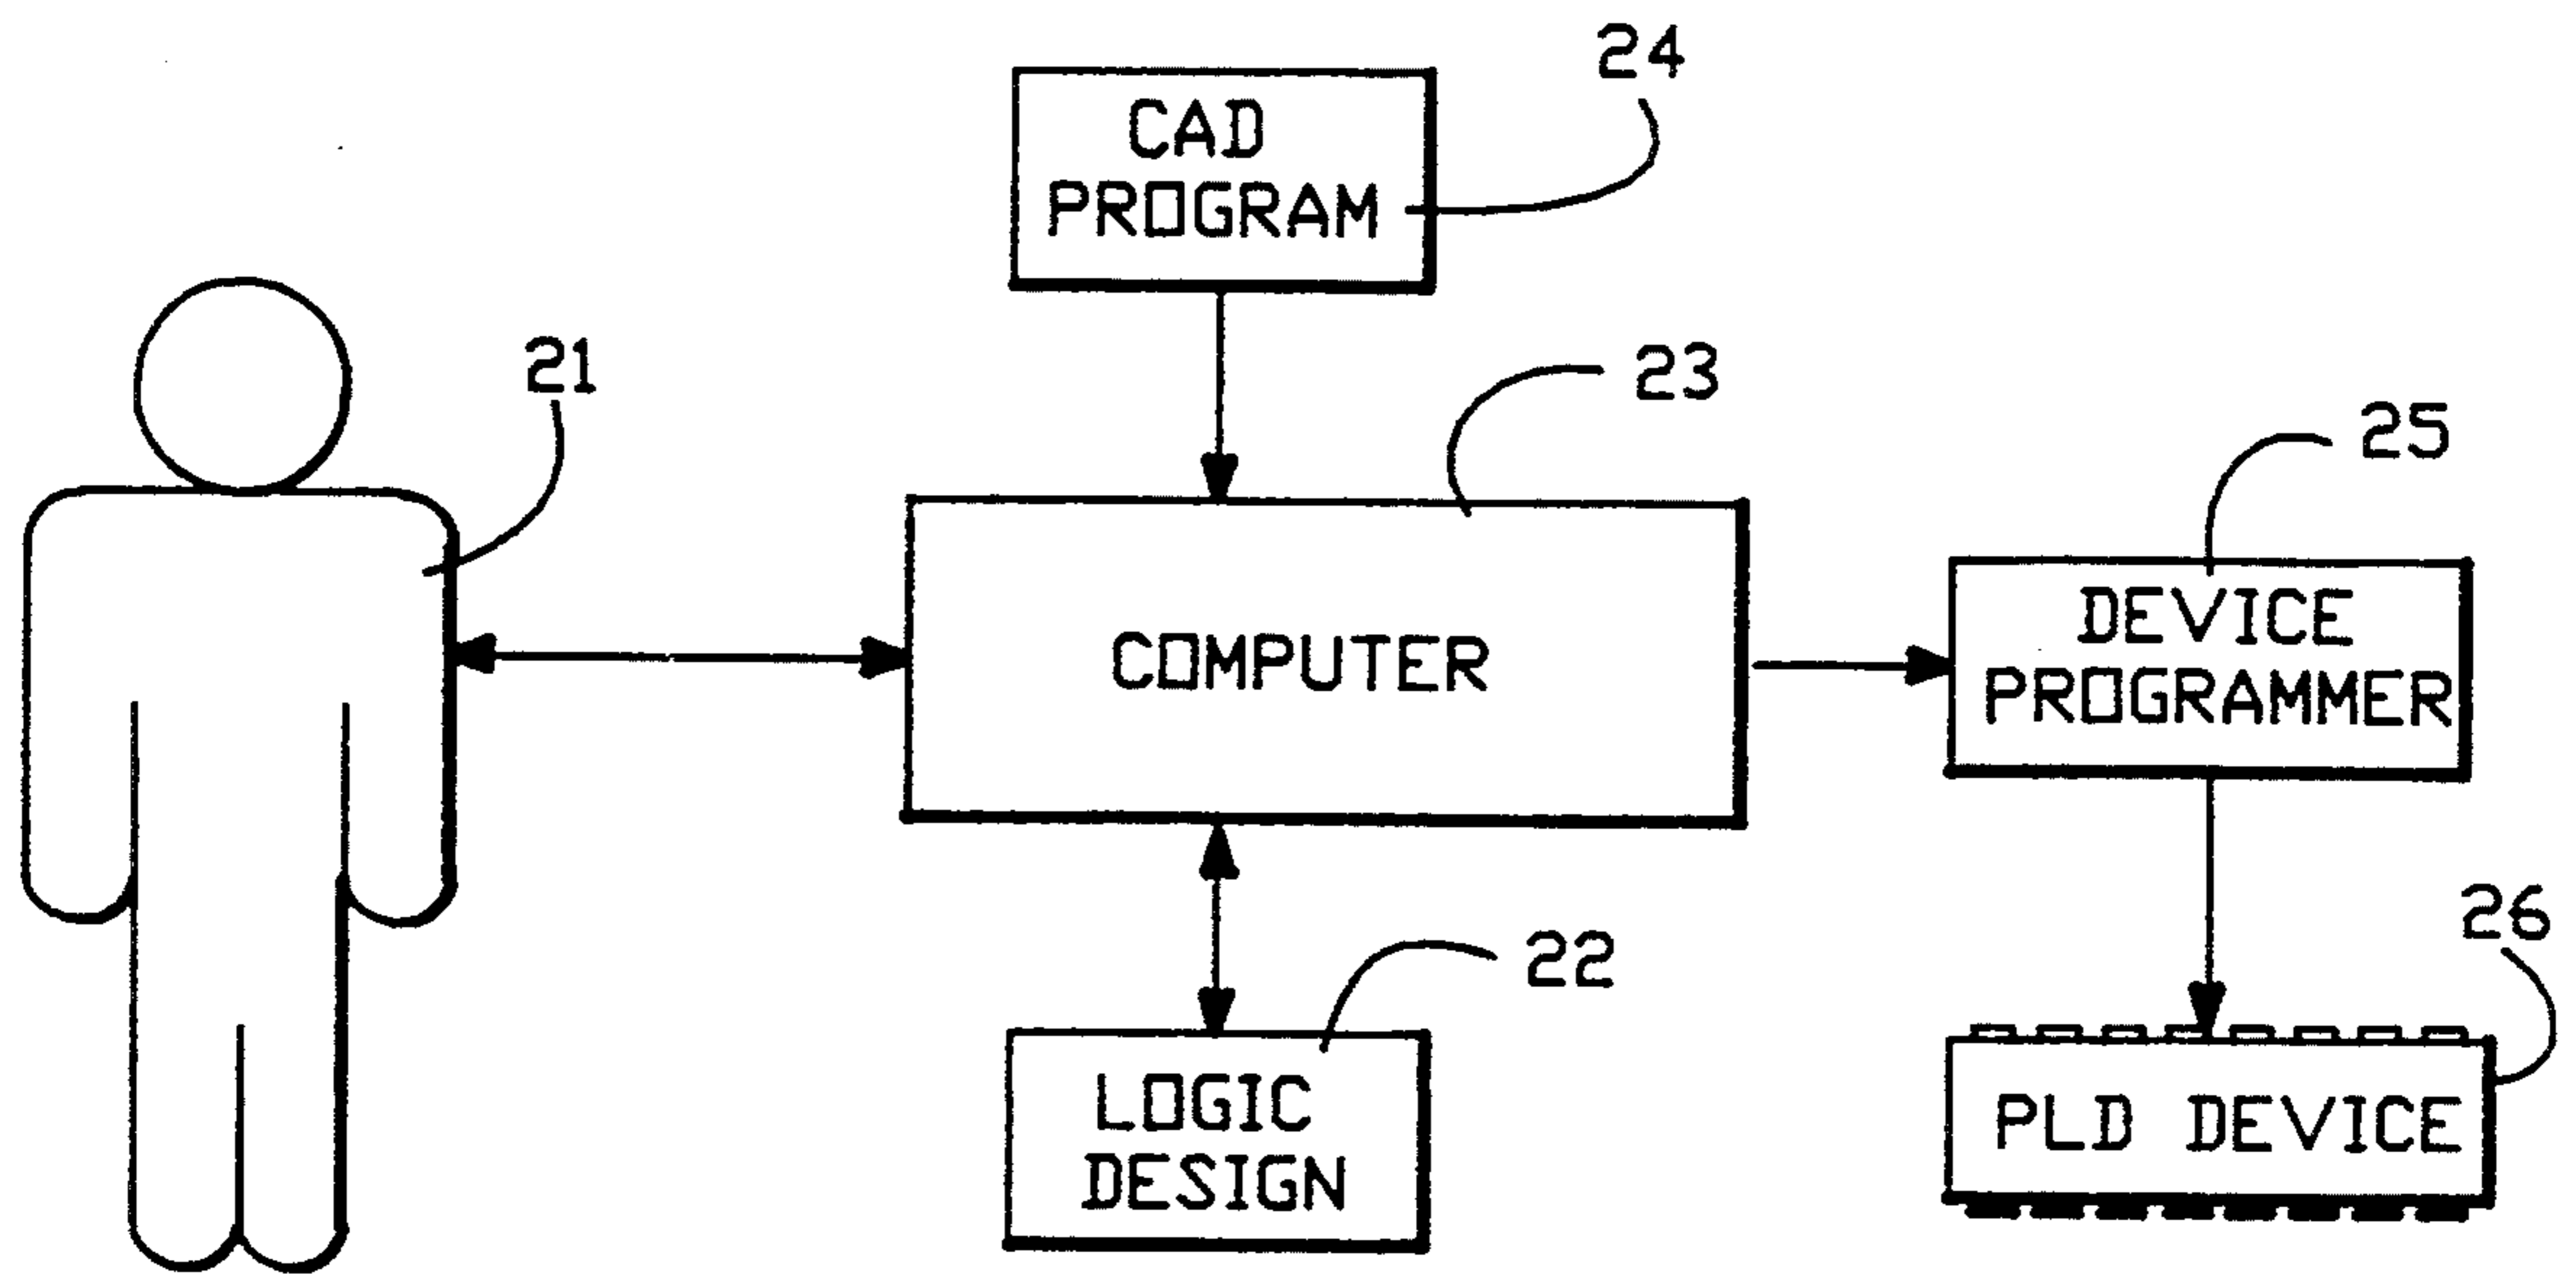 24
CAD
PROGRAM
21
23
25
COMPUTER
DEVICE
PROGRAMMER
22
26
LOGIC
DESIGN
PLD DEVICE